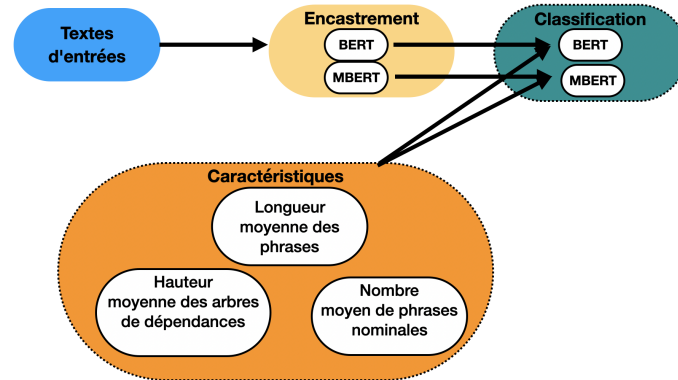 Textes
d'entrées
Encastrement
BERT
MBERT
Classification
BERT
MBERT
Caractéristiques
Longueur
moyenne des
phrases
Hauteur
moyenne des arbres
de dépendances
Nombre
moyen de phrases
nominales